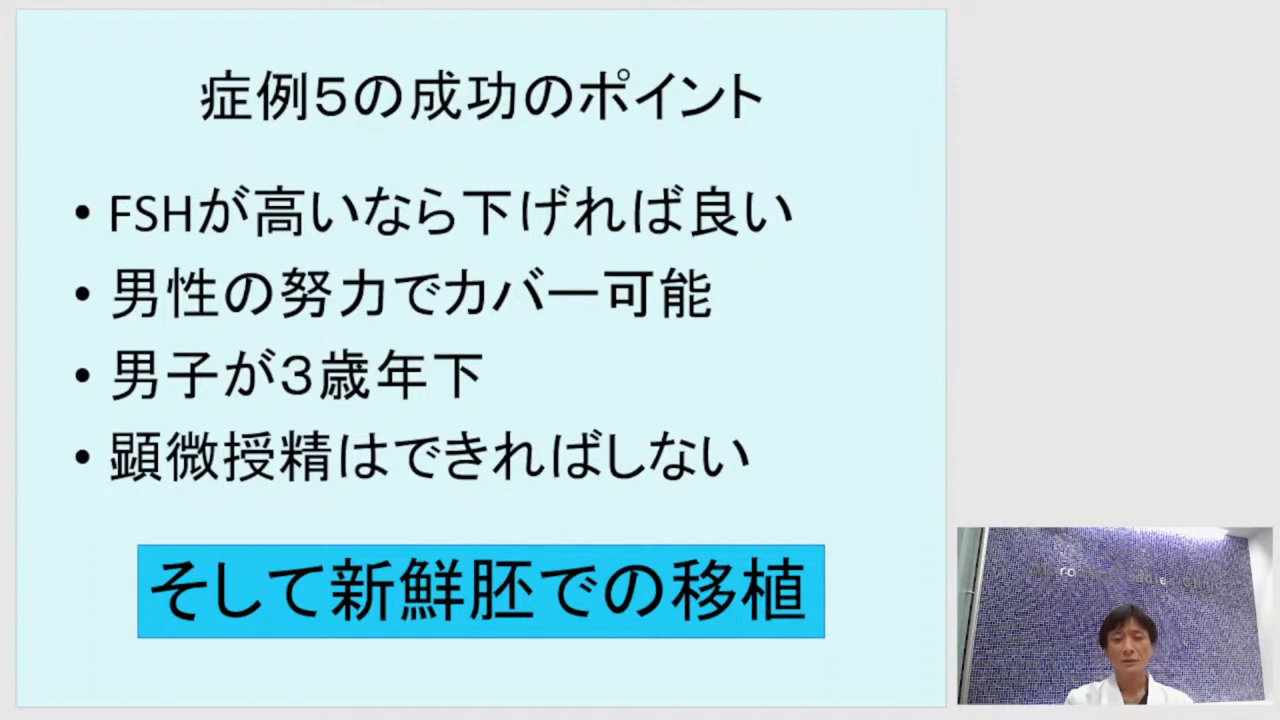 症例５の成功のポイント
• FSHが高いなら下げれば良い
• 男性の努力でカバー可能
• 男子が３歳年下
• 顕微授精はできればしない
そして新鮮胚での移植